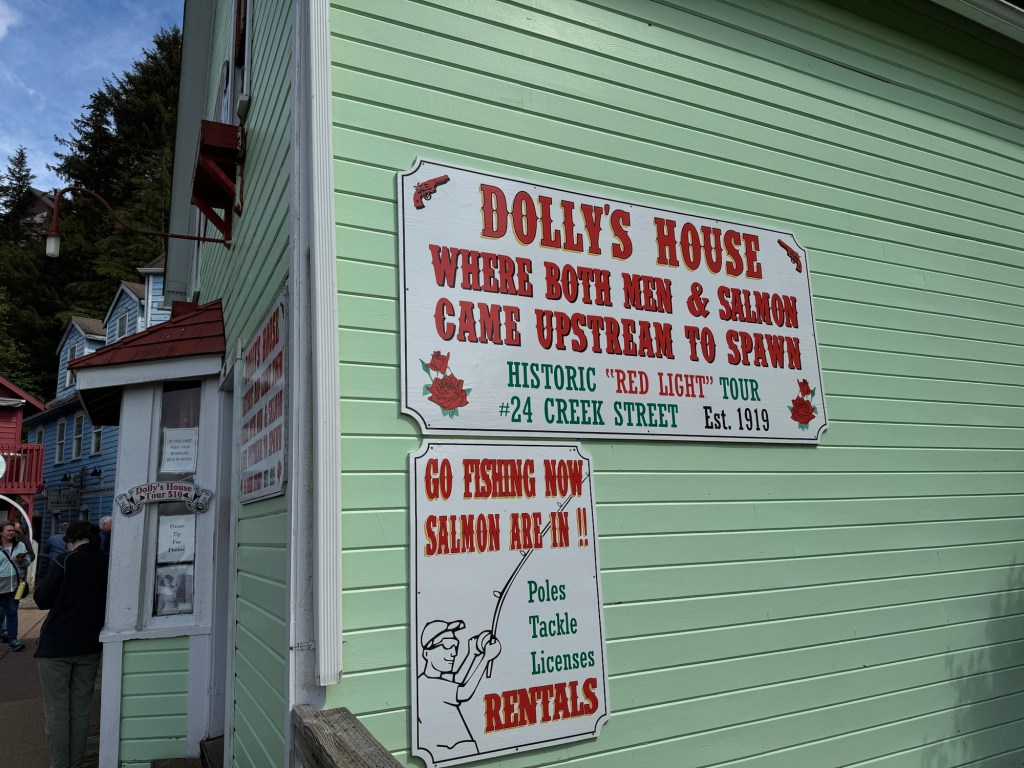 DOLLY'S HOUSE
WHERE BOTH MEN & SALMON
CAME UPSTREAM TO SPAWN
HISTORIC "RED LIGHT" TOUR
#24 CREEK STREET Est. 1919
GO FISHING NOW
SALMON ARE IN !!
Poles
Tackle
Licenses
RENTALS
Dolly's House
Tour $10
Please
Tip
For
Photos